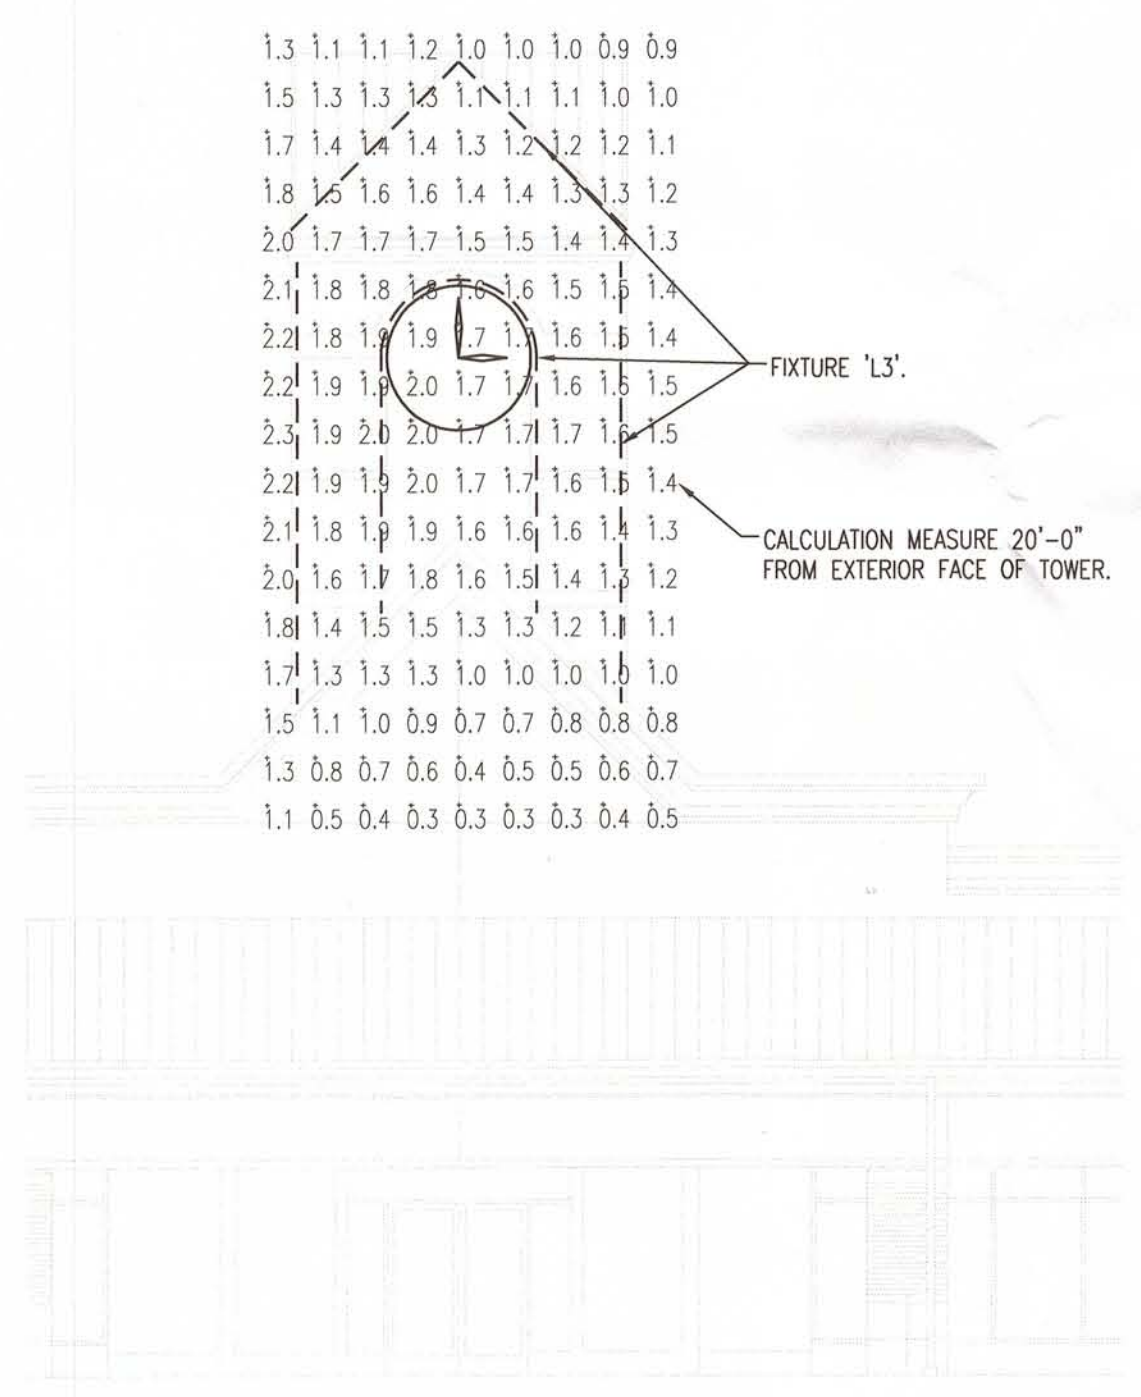 1.3 1.1 1.1 1.2 1.0 1.0 1.0 0.9 0.9
1.5 1.3 1.3 1.3 1.1 1.1 1.1 1.0 1.0
1.7 1.4 1.4 1.4 1.3 1.2 1.2 1.2 1.1
1.8 1.5 1.6 1.6 1.4 1.4 1.3 1.3 1.2
2.0 1.7 1.7 1.7 1.5 1.5 1.4 1.4 1.3
2.1 1.8 1.8 1.8 1.6 1.6 1.5 1.5 1.4
2.2 1.8 1.9 1.9 1.7 1.7 1.6 1.5 1.4
FIXTURE 'L3'.
2.2 1.9 1.9 2.0 1.7 1.7 1.6 1.6 1.5
2.3 1.9 2.0 2.0 1.7 1.7 1.7 1.6 1.5
2.2 1.9 1.9 2.0 1.7 1.7 1.6 1.5 1.4
2.1 1.8 1.9 1.9 1.6 1.6 1.6 1.4 1.3
CALCULATION MEASURE 20'-0"
FROM EXTERIOR FACE OF TOWER.
2.0 1.6 1.7 1.8 1.6 1.5 1.4 1.3 1.2
1.8 1.4 1.5 1.5 1.3 1.3 1.2 1.1 1.1
1.7 1.3 1.3 1.3 1.0 1.0 1.0 1.0 1.0
1.5 1.1 1.0 0.9 0.7 0.7 0.8 0.8 0.8
1.3 0.8 0.7 0.6 0.4 0.5 0.5 0.6 0.7
1.1 0.5 0.4 0.3 0.3 0.3 0.3 0.4 0.5